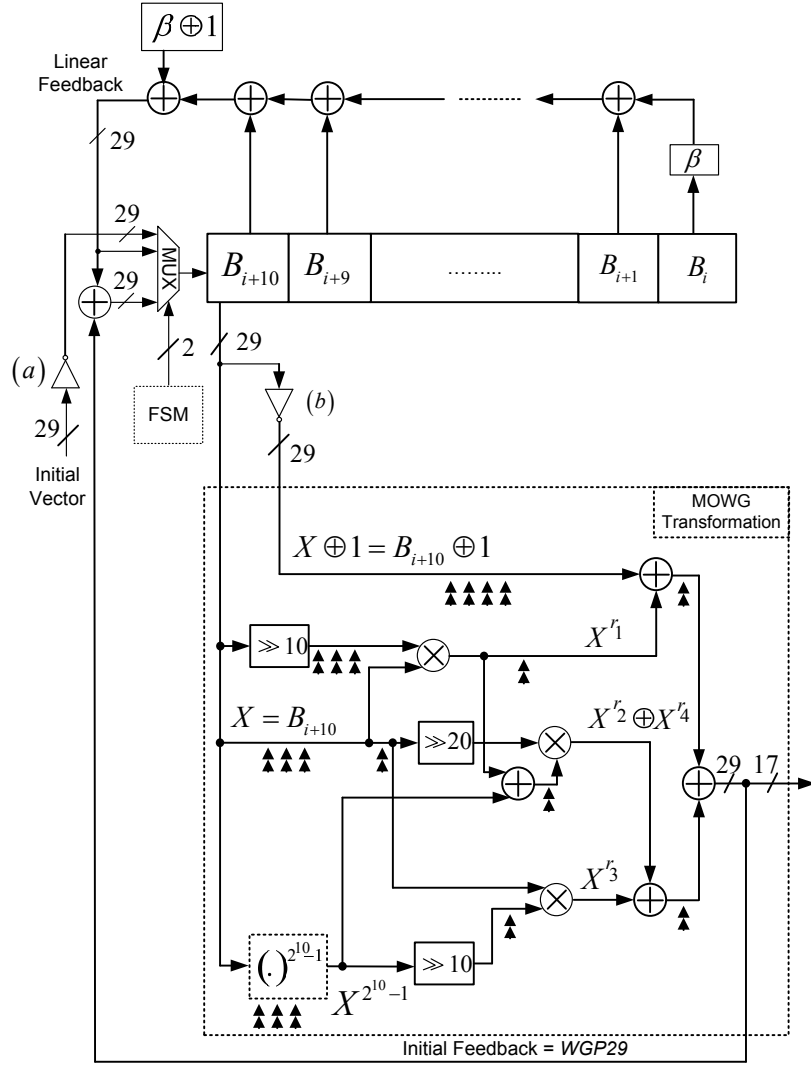 β ⊕ 1
Linear
Feedback
29
β
29
29
MUX
B_{i+10}
B_{i+9}
.........
B_{i+1}
B_i
(a)
2
29
FSM
(b)
29
29
Initial
Vector
MOWG
Transformation
X ⊕ 1 = B_{i+10} ⊕ 1
≫10
X^{r_1}
X = B_{i+10}
≫20
X^{r_2} ⊕ X^{r_4}
29
17
X^{r_3}
(.)^{2^{10}-1}
≫10
X^{2^{10}-1}
Initial Feedback = WGP29